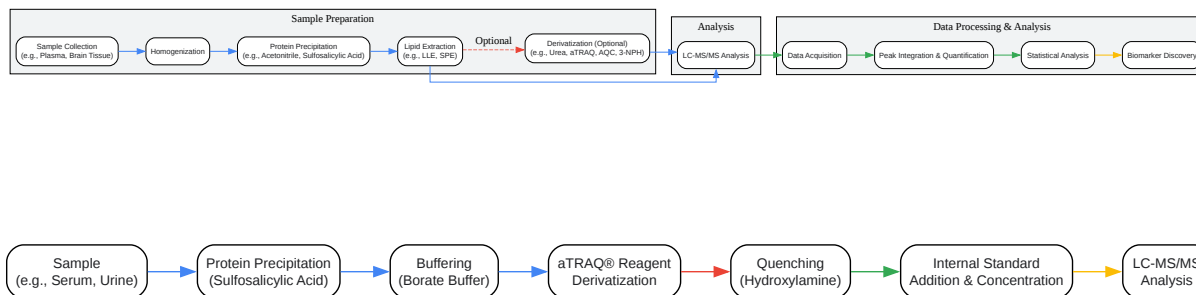 Sample Preparation
Sample Collection
(e.g., Plasma, Brain Tissue)
Homogenization
Protein Precipitation
(e.g., Acetonitrile, Sulfosalicylic Acid)
Lipid Extraction
(e.g., LLE, SPE)
Optional
Derivatization (Optional)
(e.g., Urea, aTRAQ, AQC, 3-NPH)
Analysis
LC-MS/MS Analysis
Data Processing & Analysis
Data Acquisition
Peak Integration & Quantification
Statistical Analysis
Biomarker Discovery
Sample
(e.g., Serum, Urine)
Protein Precipitation
(Sulfosalicylic Acid)
Buffering
(Borate Buffer)
aTRAQ® Reagent
Derivatization
Quenching
(Hydroxylamine)
Internal Standard
Addition & Concentration
LC-MS/MS
Analysis